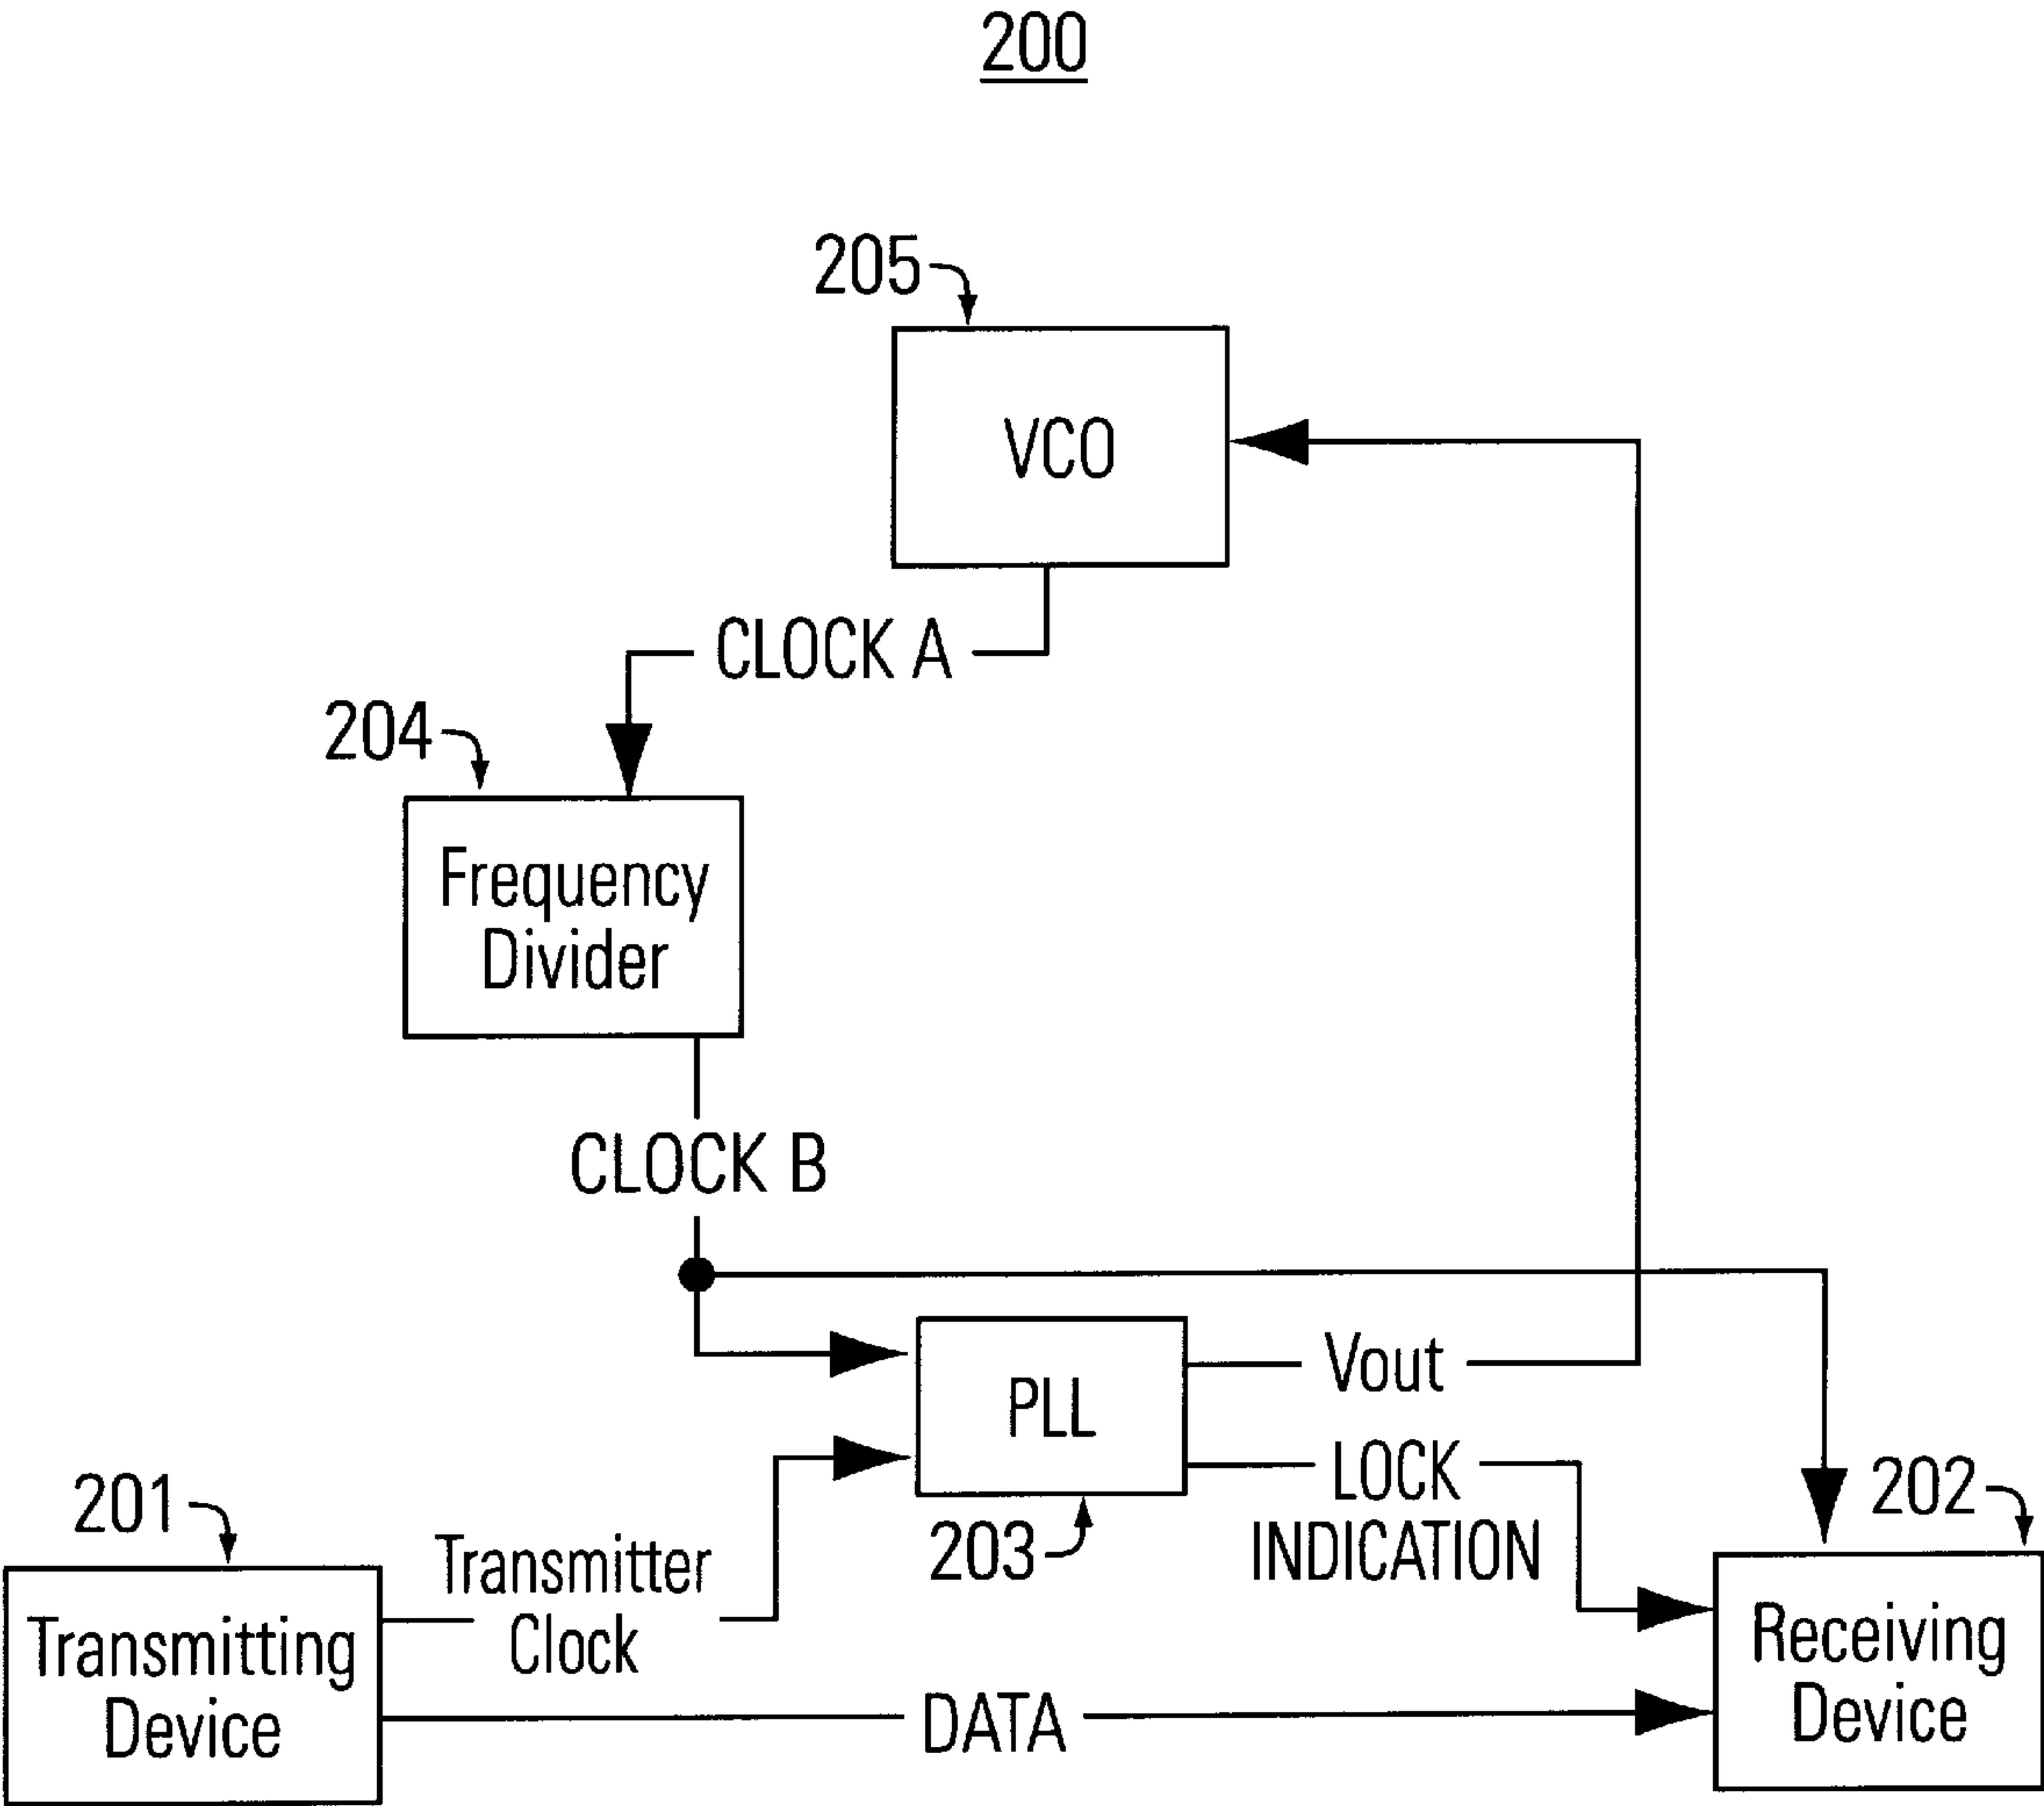 200
205
VCO
CLOCK A
204
Frequency
Divider
CLOCK B
Vout
PLL
LOCK
INDICATION
203
201
Transmitter
Clock
202
Transmitting
Device
DATA
Receiving
Device